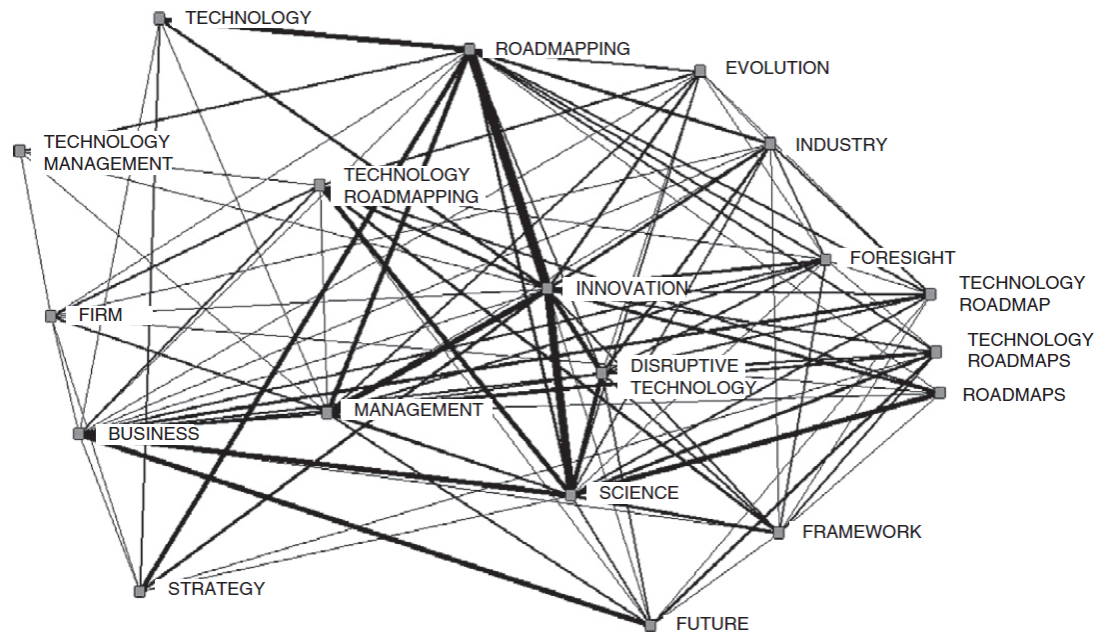 TECHNOLOGY
ROADMAPPING
EVOLUTION
TECHNOLOGY
MANAGEMENT
INDUSTRY
TECHNOLOGY
ROADMAPPING
FORESIGHT
INNOVATION
TECHNOLOGY
ROADMAP
FIRM
TECHNOLOGY
ROADMAPS
DISRUPTIVE
TECHNOLOGY
ROADMAPS
MANAGEMENT
BUSINESS
SCIENCE
FRAMEWORK
STRATEGY
FUTURE